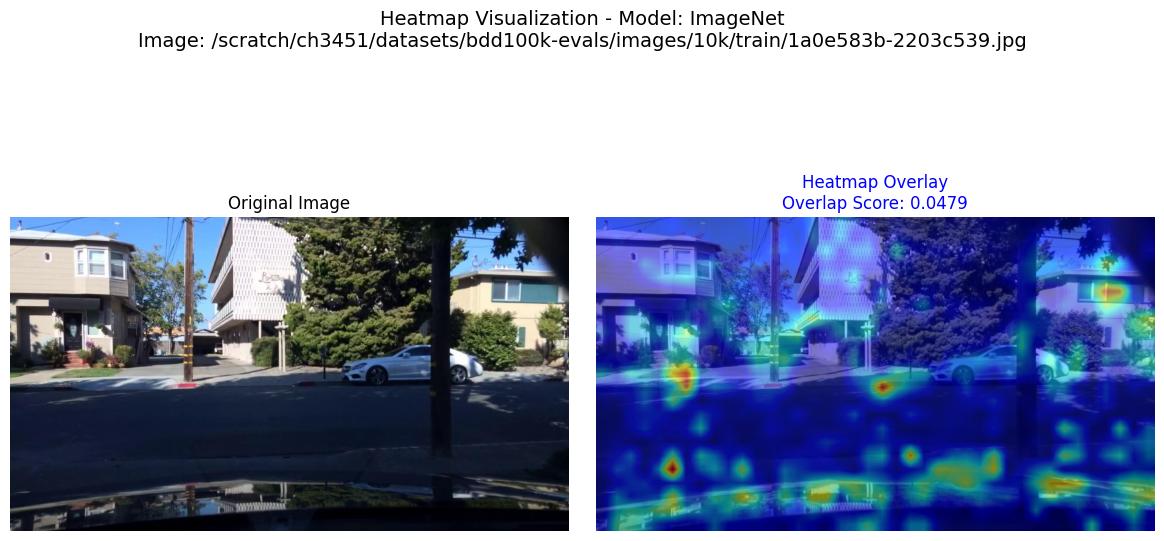 Heatmap Visualization - Model: ImageNet
Image: /scratch/ch3451/datasets/bdd100k-evals/images/10k/train/1a0e583b-2203c539.jpg
Original Image
Heatmap Overlay
Overlap Score: 0.0479